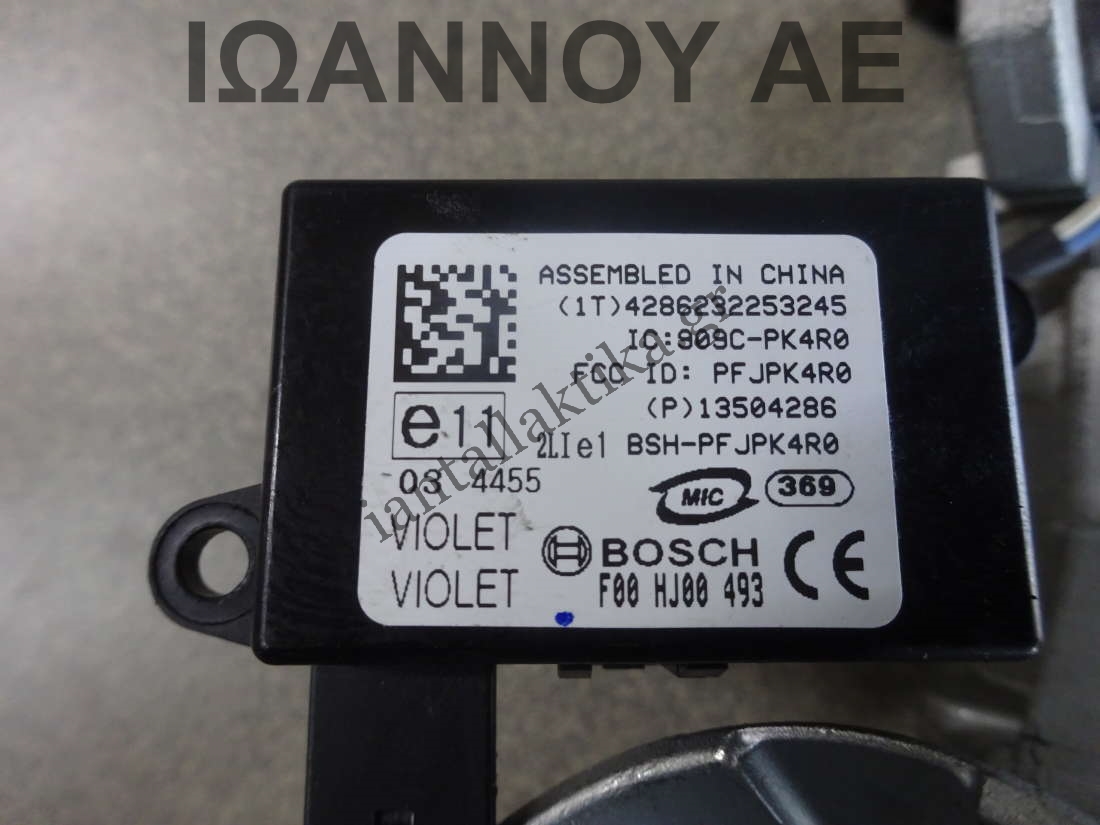 ΙΩΑΝΝΟΥ ΑΕ
ASSEMBLED IN CHINA
(1T)4286232253245
IC:909C-PK4R0
FCC ID: PFJPK4R0
(P)13504286
e11
2LIe1 BSH-PFJPK4R0
03 4455
MIC 369
VIOLET
BOSCH CE
VIOLET
F00 HJ00 493
iantallaktika.gr